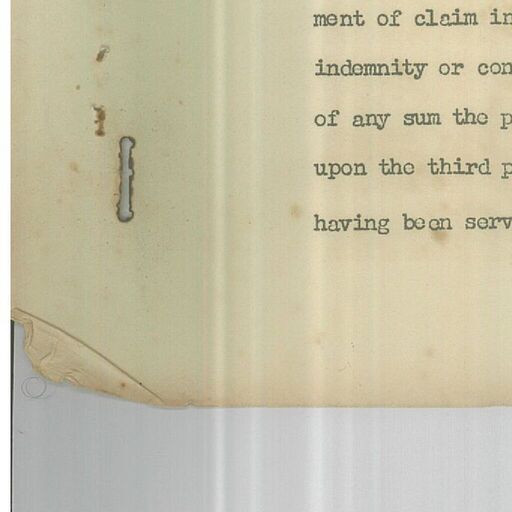 ment of claim in
indemnity or con
of any sum the p
upon the third p
having been serv